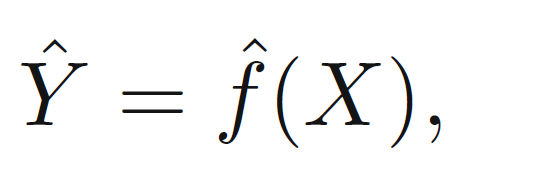 Ŷ = f̂(X),